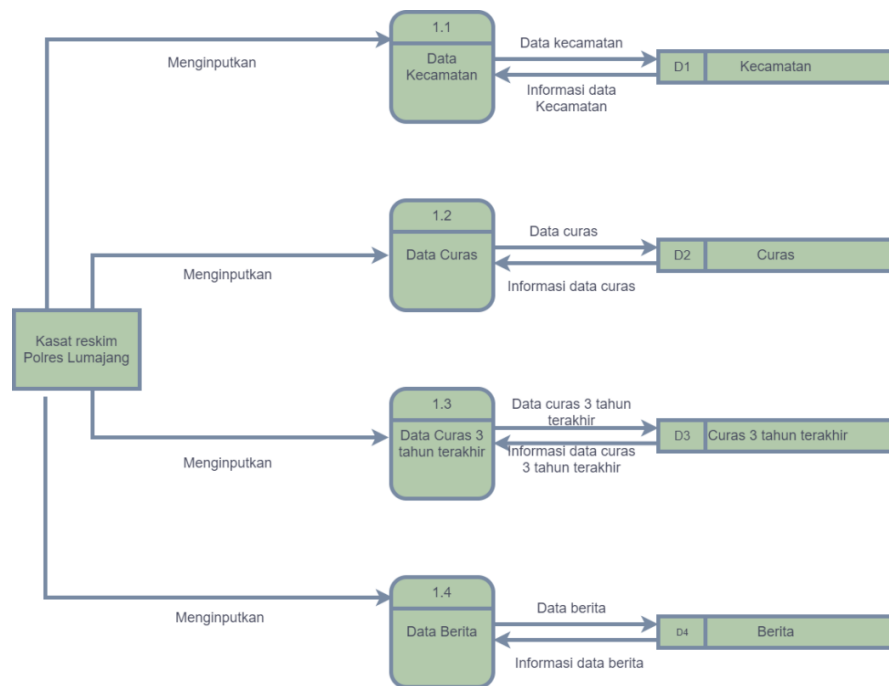 1.1
Data
Kecamatan
Menginputkan
Data kecamatan
Informasi data
Kecamatan
D1
Kecamatan
1.2
Data Curas
Menginputkan
Data curas
Informasi data curas
D2
Curas
Kasat reskim
Polres Lumajang
1.3
Data Curas 3
tahun terakhir
Menginputkan
Data curas 3 tahun
terakhir
Informasi data curas
3 tahun terakhir
D3
Curas 3 tahun terakhir
1.4
Data Berita
Menginputkan
Data berita
Informasi data berita
D4
Berita